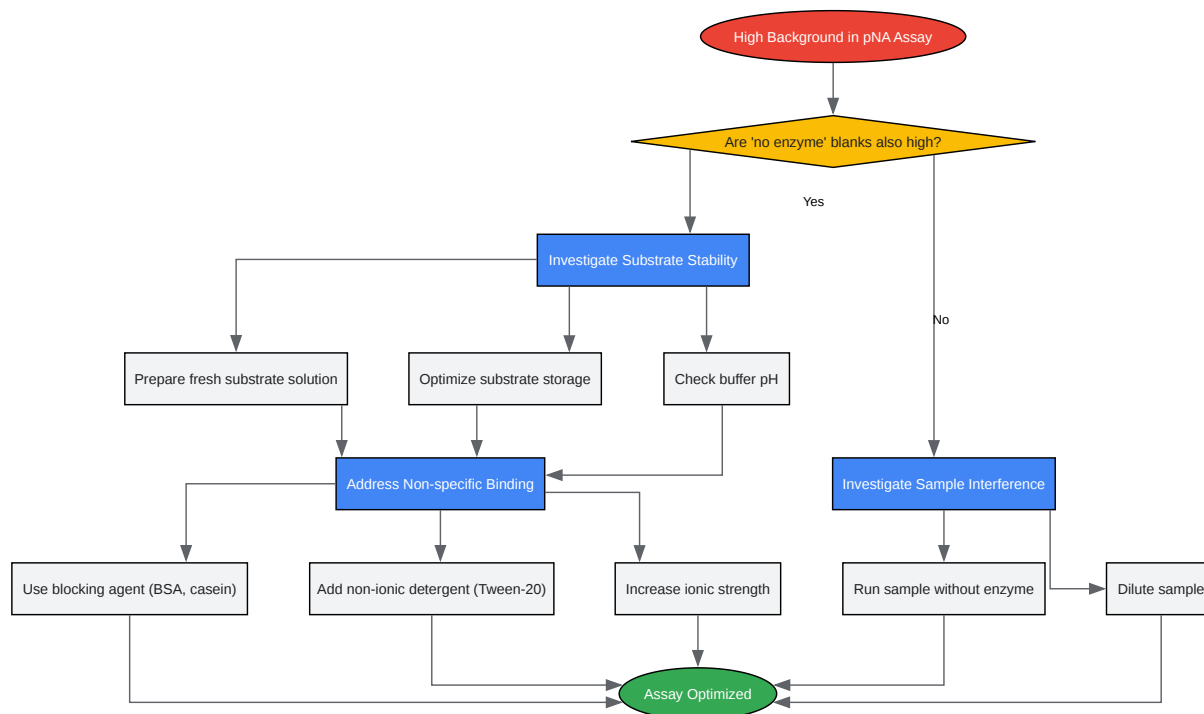 High Background in pNA Assay
Are 'no enzyme' blanks also high?
Yes
Investigate Substrate Stability
No
Prepare fresh substrate solution
Optimize substrate storage
Check buffer pH
Address Non-specific Binding
Investigate Sample Interference
Use blocking agent (BSA, casein)
Add non-ionic detergent (Tween-20)
Increase ionic strength
Run sample without enzyme
Dilute sample
Assay Optimized